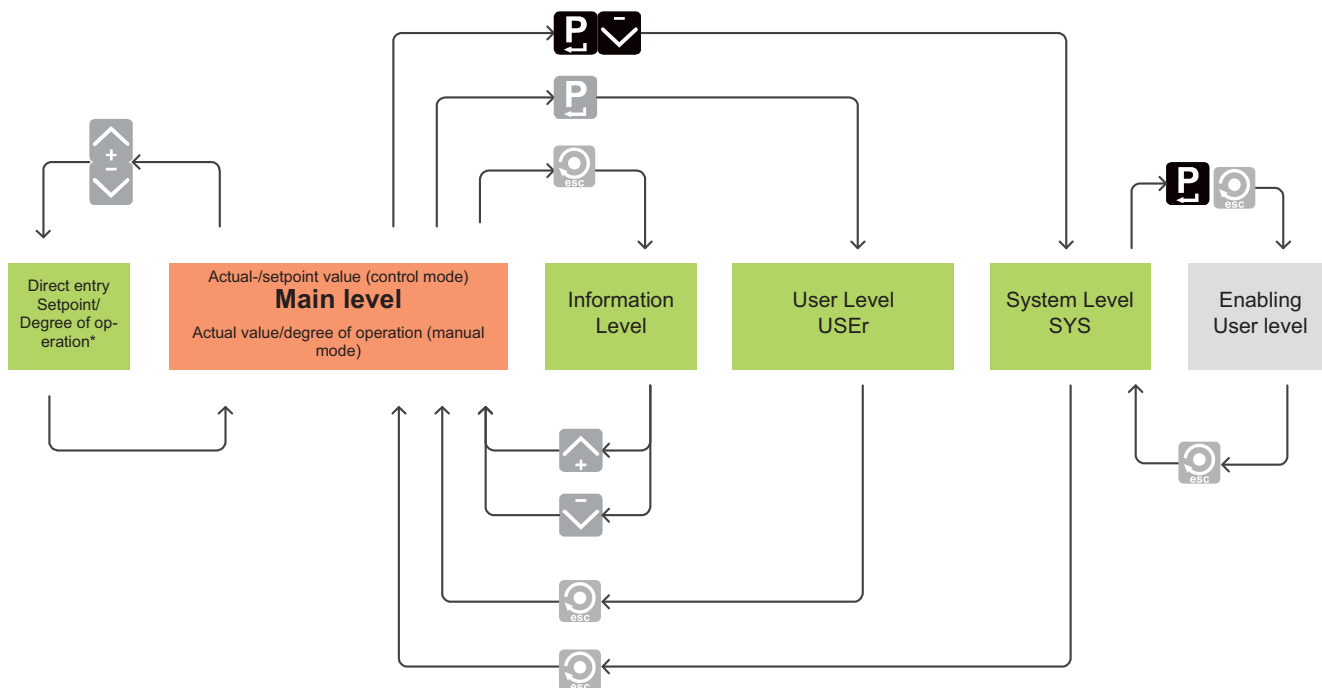 P
P
esc
+
P
esc
Direct entry
Setpoint/
Degree of op-
eration*
Actual-/setpoint value (control mode)
Main level
Actual value/degree of operation (manual
mode)
Information
Level
User Level
USEr
System Level
SYS
Enabling
User level
+
esc
esc
esc